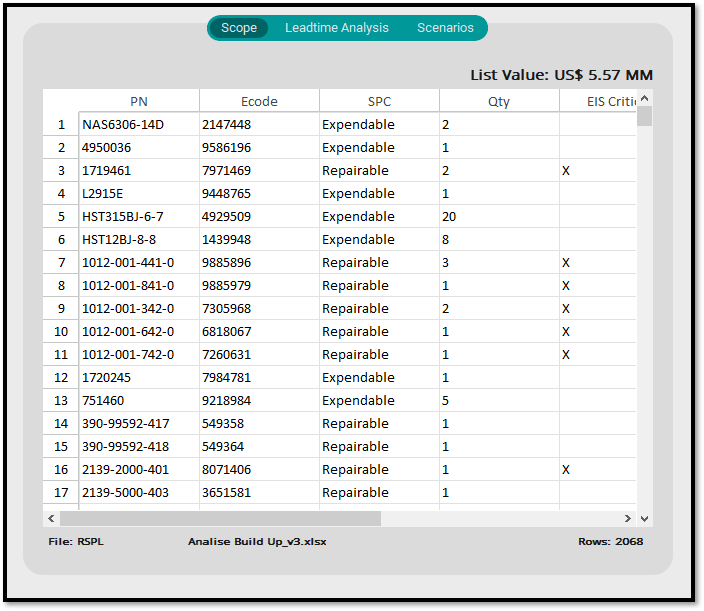 Scope Leadtime Analysis Scenarios
List Value: US$ 5.57 MM
PN Ecode SPC Qty EIS Critic
1 NAS6306-14D 2147448 Expendable 2
2 4950036 9586196 Expendable 1
3 1719461 7971469 Repairable 2 X
4 L2915E 9448765 Expendable 1
5 HST315BJ-6-7 4929509 Expendable 20
6 HST12BJ-8-8 1439948 Expendable 8
7 1012-001-441-0 9885896 Repairable 3 X
8 1012-001-841-0 9885979 Repairable 1 X
9 1012-001-342-0 7305968 Repairable 2 X
10 1012-001-642-0 6818067 Repairable 1 X
11 1012-001-742-0 7260631 Repairable 1 X
12 1720245 7984781 Expendable 1
13 751460 9218984 Expendable 5
14 390-99592-417 549358 Repairable 1
15 390-99592-418 549364 Repairable 1
16 2139-2000-401 8071406 Repairable 1 X
17 2139-5000-403 3651581 Repairable 1
File: RSPL Analise Build Up_v3.xlsx Rows: 2068